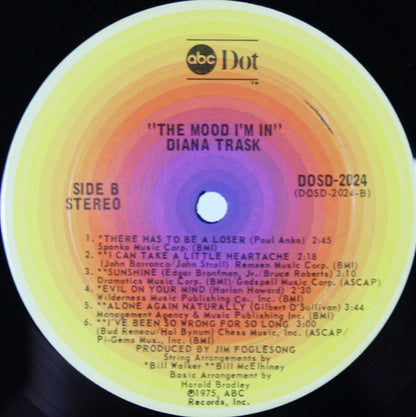 abc Dot
™
"THE MOOD I'M IN"
DIANA TRASK
SIDE B
STEREO
DOSD-2024
(DOSD-2024-B)
1. *THERE HAS TO BE A LOSER (Paul Anka) 2:45
Spanka Music Corp. (BMI)
2. **I CAN TAKE A LITTLE HEARTACHE 2:18
(John Barranco/John Stroll) Remsen Music Corp. (BMI)
3. **SUNSHINE (Edgar Bronfman, Jr./Bruce Roberts) 3:10
Dramatics Music Corp. (BMI)/Godspell Music Corp. (ASCAP)
4. *EVIL ON YOUR MIND (Harlan Howard) 2:30
Wilderness Music Publishing Co., Inc. (BMI)
5. **ALONE AGAIN NATURALLY (Gilbert O'Sullivan) 3:44
Management Agency & Music Publishing Inc. (BMI)
6. **I'VE BEEN SO WRONG FOR SO LONG 3:00
(Bud Reneau/Hal Bynum) Chess Music, Inc. (ASCAP/
Pi-Gems Mus., Inc. (BMI)
PRODUCED BY JIM FOGLESONG
String Arrangements by
*Bill Walker **Bill McElhiney
Basic Arrangement by
Harold Bradley
℗1975, ABC
Records, Inc.